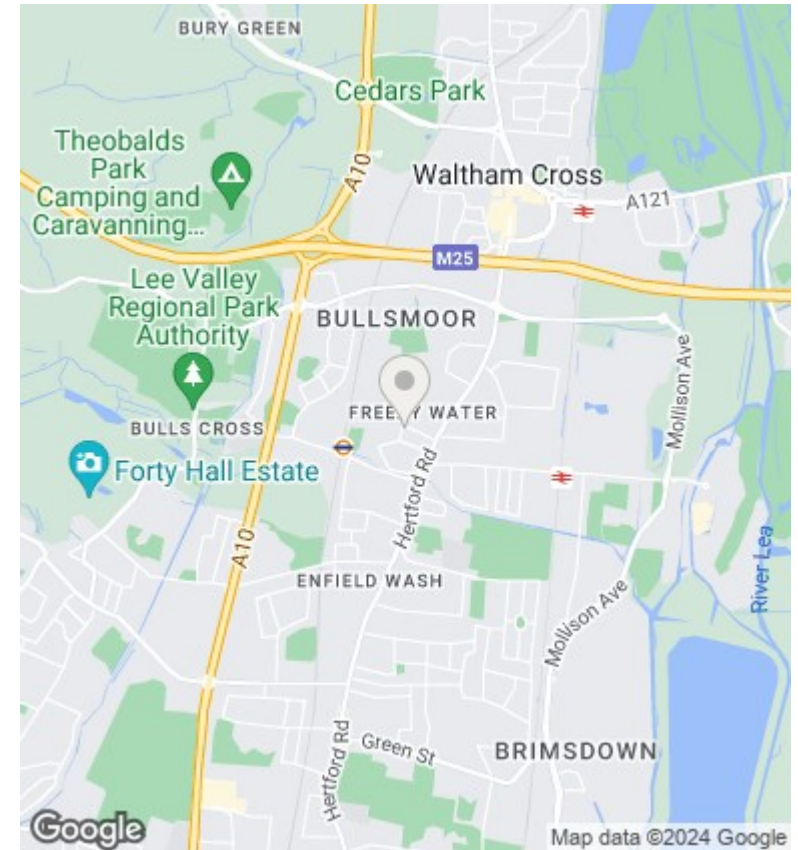 BURY GREEN
Cedars Park
Theobalds
Park
Camping and
Caravanning...
A10
Waltham Cross
A121
M25
Lee Valley
Regional Park
Authority
BULLSMOOR
Mollison Ave
FREEZY WATER
BULLS CROSS
Forty Hall Estate
Hertford Rd
A10
River Lea
ENFIELD WASH
Mollison Ave
Hertford Rd
Green St
BRIMSDOWN
Google
Map data ©2024 Google